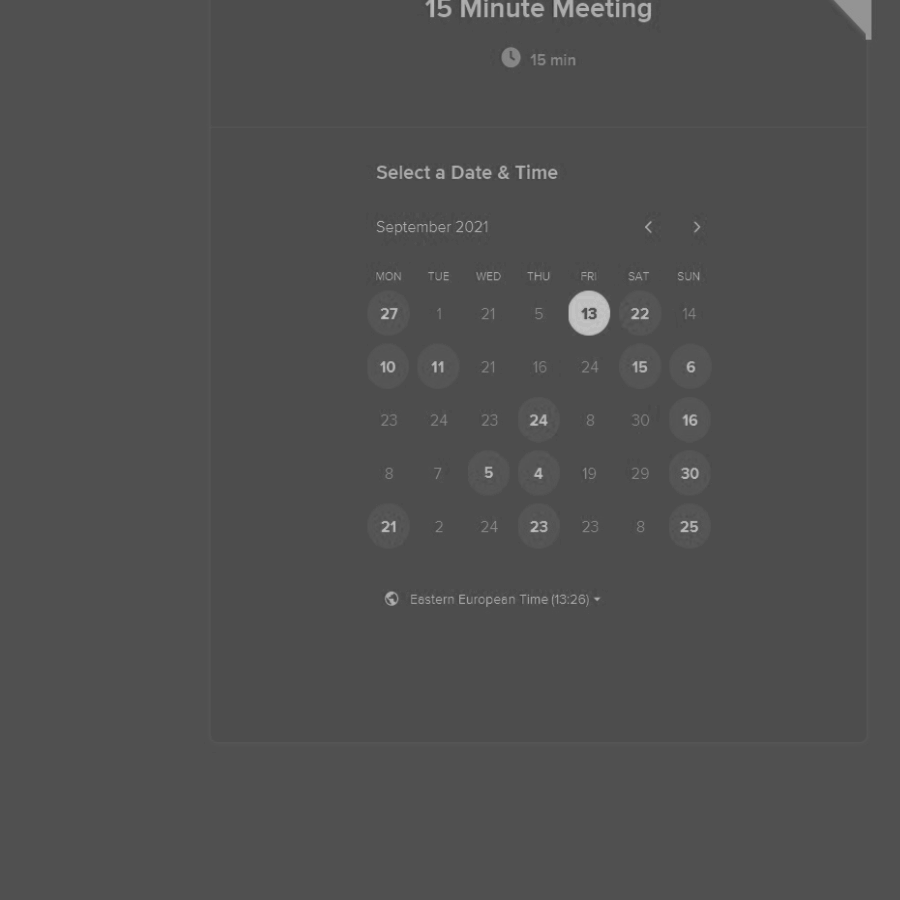 15 Minute Meeting
15 min
Select a Date & Time
September 2021
MON TUE WED THU FRI SAT SUN
27 1 21 5 13 22 14
10 11 21 16 24 15 6
23 24 23 24 8 30 16
8 7 5 4 19 29 30
21 2 24 23 23 8 25
Eastern European Time (13:26)